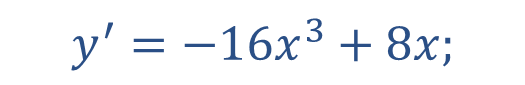 y′ = −16x³ + 8x;